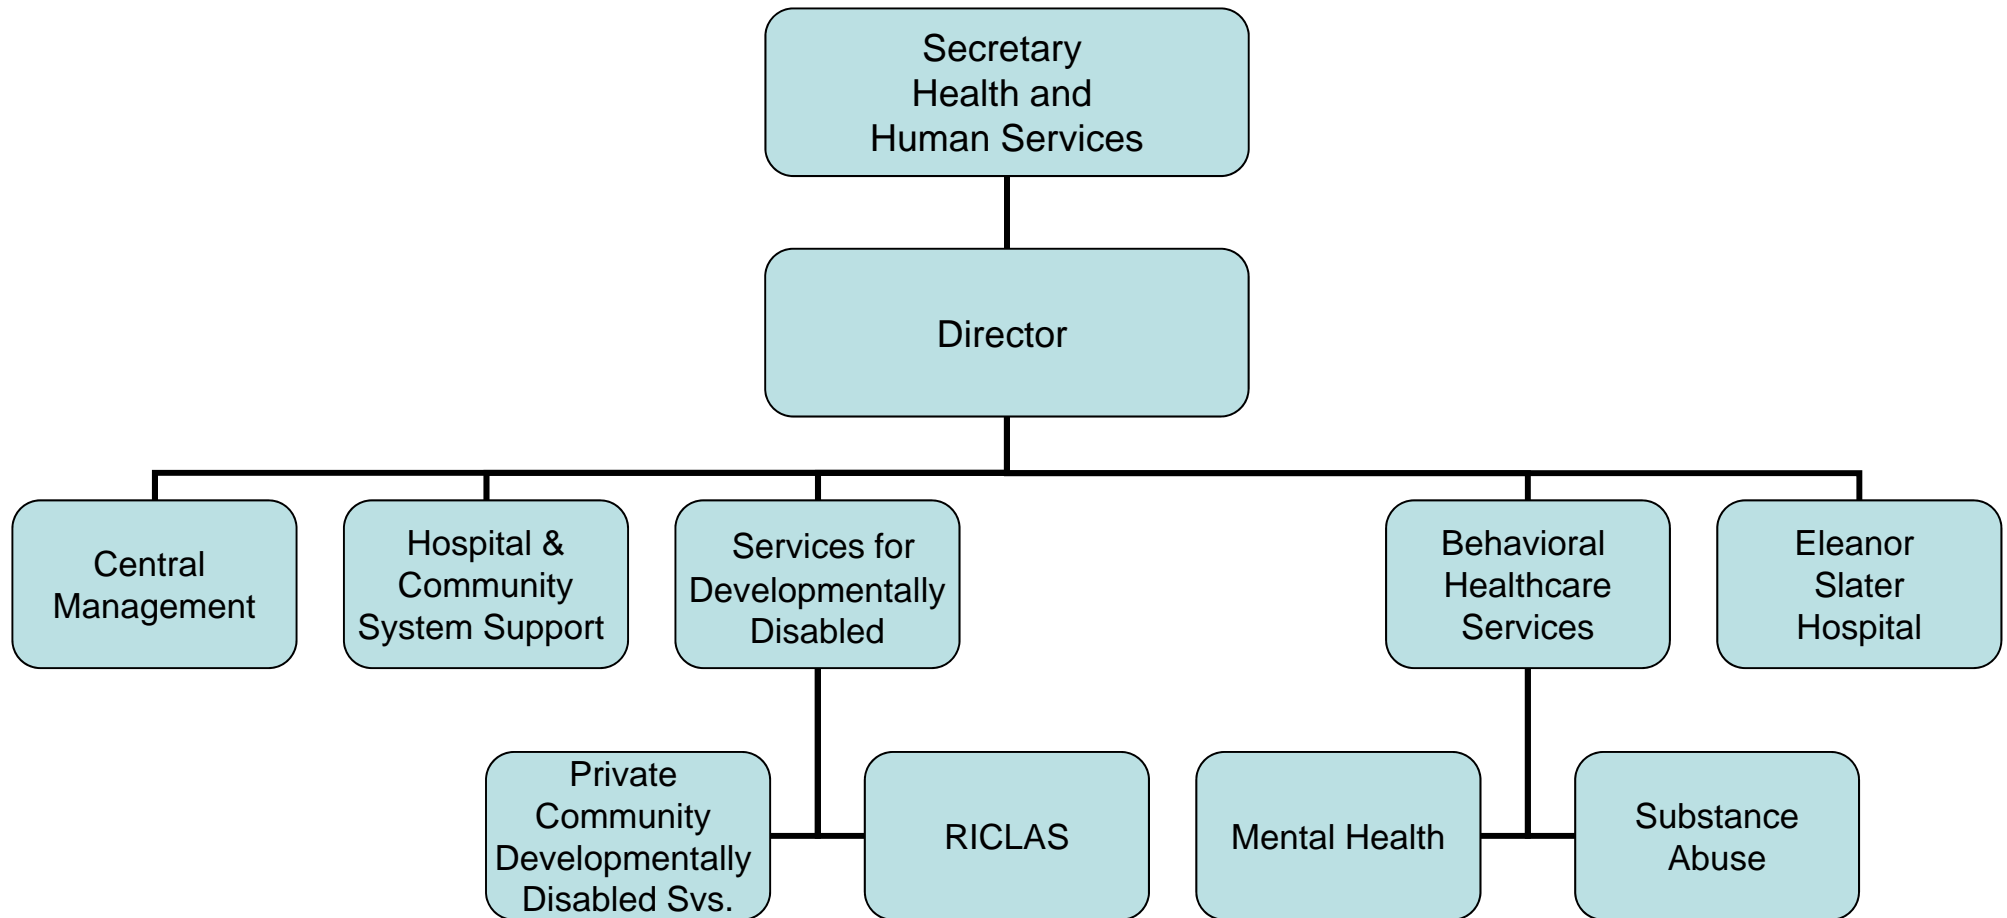 Secretary
Health and
Human Services
Director
Central
Management
Hospital &
Community
System Support
Services for
Developmentally
Disabled
Behavioral
Healthcare
Services
Eleanor
Slater
Hospital
Private
Community
Developmentally
Disabled Svs.
RICLAS
Mental Health
Substance
Abuse